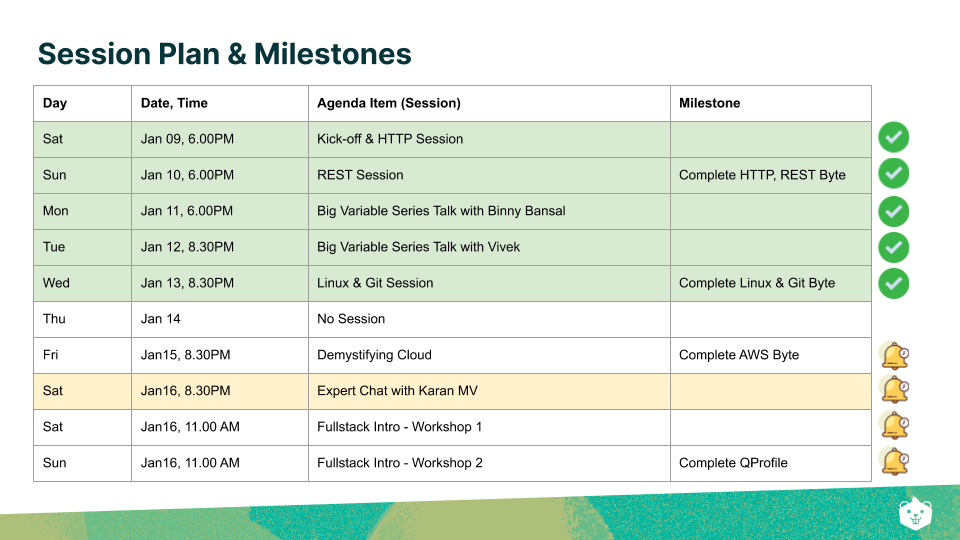 Session Plan & Milestones
Day Date, Time Agenda Item (Session) Milestone
Sat Jan 09, 6.00PM Kick-off & HTTP Session
Sun Jan 10, 6.00PM REST Session Complete HTTP, REST Byte
Mon Jan 11, 6.00PM Big Variable Series Talk with Binny Bansal
Tue Jan 12, 8.30PM Big Variable Series Talk with Vivek
Wed Jan 13, 8.30PM Linux & Git Session Complete Linux & Git Byte
Thu Jan 14 No Session
Fri Jan15, 8.30PM Demystifying Cloud Complete AWS Byte
Sat Jan16, 8.30PM Expert Chat with Karan MV
Sat Jan16, 11.00 AM Fullstack Intro - Workshop 1
Sun Jan16, 11.00 AM Fullstack Intro - Workshop 2 Complete QProfile